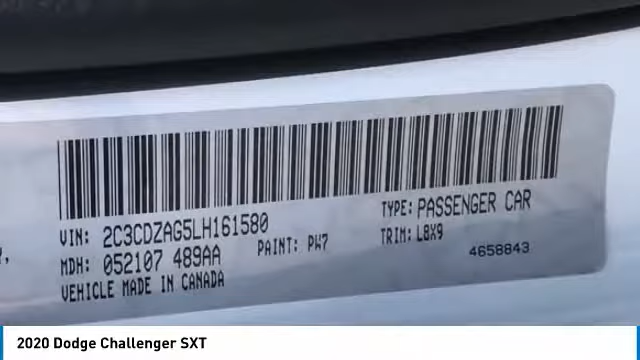 VIN: 2C3CDZAG5LH161580
TYPE: PASSENGER CAR
MDH: 052107 489AA
PAINT: PW7
TRIM: L8X9
VEHICLE MADE IN CANADA
4658843
2020 Dodge Challenger SXT